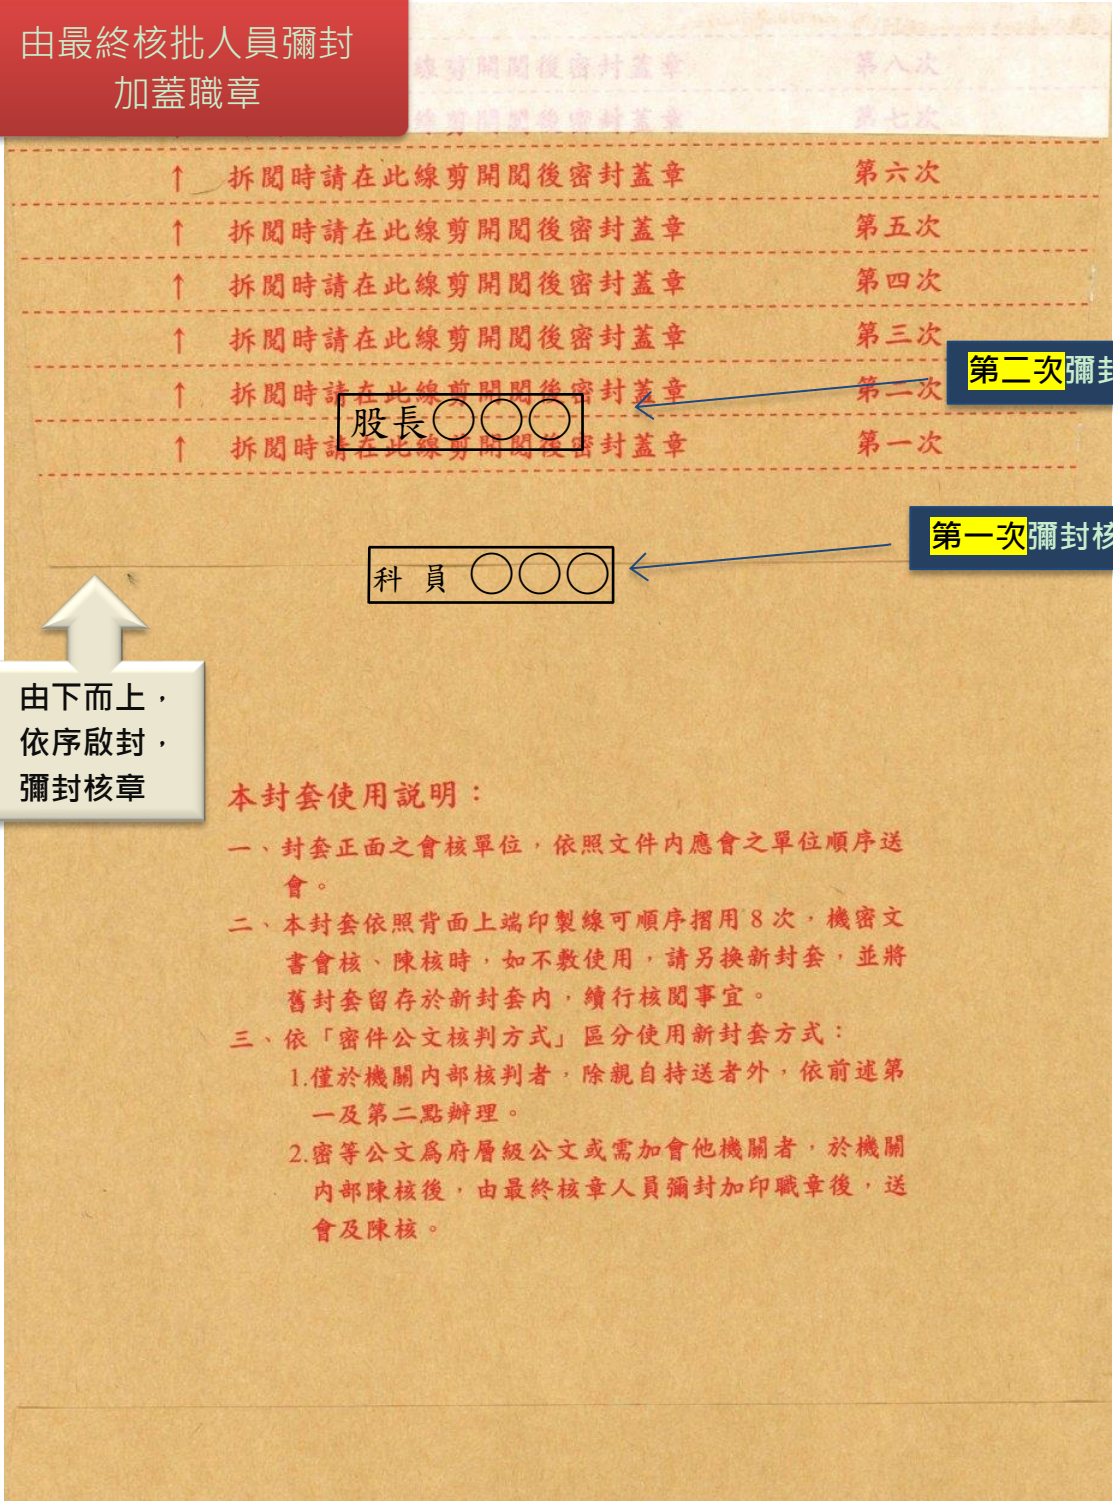 由最終核批人員彌封
加蓋職章
線剪開閱後密封蓋章 第八次
線剪開閱後密封蓋章 第七次
↑ 拆閱時請在此線剪開閱後密封蓋章 第六次
↑ 拆閱時請在此線剪開閱後密封蓋章 第五次
↑ 拆閱時請在此線剪開閱後密封蓋章 第四次
↑ 拆閱時請在此線剪開閱後密封蓋章 第三次
第二次彌封
↑ 拆閱時請在此線剪開閱後密封蓋章 第二次
股長○○○
↑ 拆閱時請在此線剪開閱後密封蓋章 第一次
第一次彌封核
科 員 ○○○
由下而上，
依序啟封，
彌封核章
本封套使用說明：
一、封套正面之會核單位，依照文件內應會之單位順序送
會。
二、本封套依照背面上端印製線可順序摺用8次，機密文
書會核、陳核時，如不敷使用，請另換新封套，並將
舊封套留存於新封套內，續行核閱事宜。
三、依「密件公文核判方式」區分使用新封套方式：
1.僅於機關內部核判者，除親自持送者外，依前述第
一及第二點辦理。
2.密等公文為府層級公文或需加會他機關者，於機關
內部陳核後，由最終核章人員彌封加印職章後，送
會及陳核。